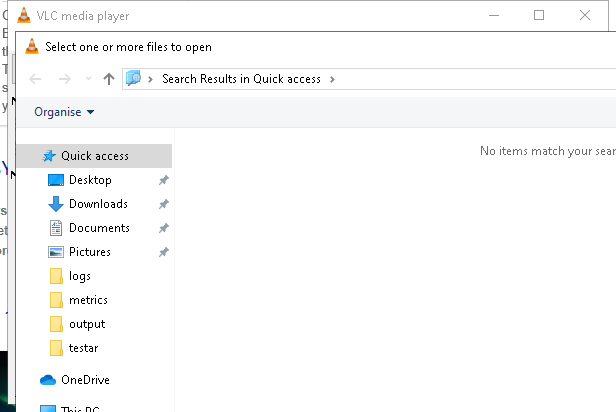 VLC media player
Select one or more files to open
Search Results in Quick access
Organise
Quick access
No items match your sear
Desktop
Downloads
Documents
Pictures
logs
metrics
output
testar
OneDrive
This PC